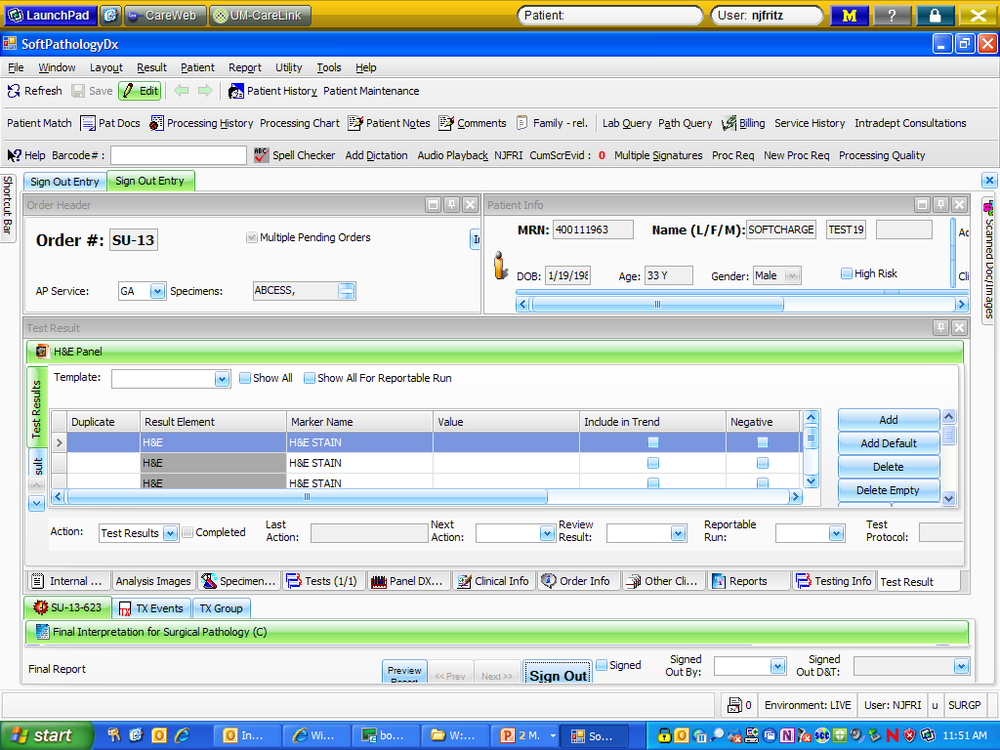 LaunchPad CareWeb UM-CareLink Patient: User: njfritz M ?
SoftPathologyDx
File Window Layout Result Patient Report Utility Tools Help
Refresh Save Edit Patient History Patient Maintenance
Patient Match Pat Docs Processing History Processing Chart Patient Notes Comments Family - rel. Lab Query Path Query Billing Service History Intradept Consultations
Help Barcode# : ABC Spell Checker Add Dictation Audio Playback NJFRI CumScrEvid : 0 Multiple Signatures Proc Req New Proc Req Processing Quality
Shortcut Bar
Sign Out Entry Sign Out Entry
Scanned Doc/Images
Order Header
Order #: SU-13 Multiple Pending Orders
AP Service: GA Specimens: ABCESS,
Patient Info
MRN: 400111963 Name (L/F/M): SOFTCHARGE TEST19
DOB: 1/19/198 Age: 33 Y Gender: Male High Risk
Test Result
H&E Panel
Test Results
sult
Template: Show All Show All For Reportable Run
Duplicate Result Element Marker Name Value Include in Trend Negative
H&E H&E STAIN
H&E H&E STAIN
H&E H&E STAIN
Add
Add Default
Delete
Delete Empty
Action: Test Results Completed Last Action: Next Action: Review Result: Reportable Run: Test Protocol:
Internal ... Analysis Images Specimen... Tests (1/1) Panel DX... Clinical Info Order Info Other Cli... Reports Testing Info Test Result
SU-13-623 TX Events TX Group
Final Interpretation for Surgical Pathology (C)
Final Report Preview Report << Prev Next >> Sign Out Signed Signed Out By: Signed Out D&T:
0 Environment: LIVE User: NJFRI u SURGP
start In... Wi... bo... W:... 2 M. So... 11:51 AM